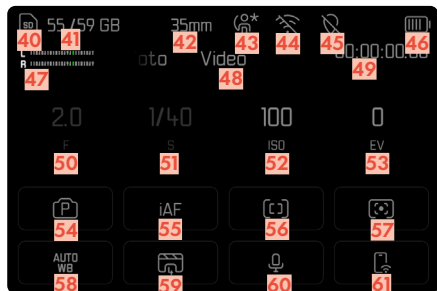 SD 55/59 GB 35mm
40 41 42 43 44 45 46
L
R
oto Video 00:00:00.00
47 48 49
2.0 1/40 100 0
F S ISO EV
50 51 52 53
P iAF
54 55 56 57
AUTO
WB
58 59 60 61